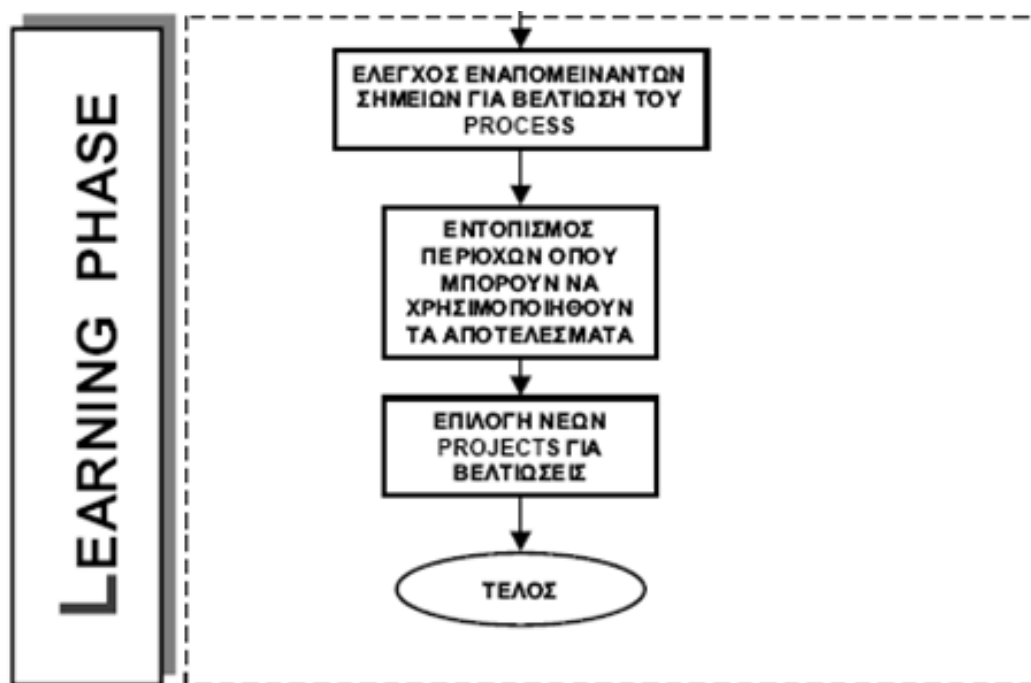 LEARNING PHASE
ΕΛΕΓΧΟΣ ΕΝΑΠΟΜΕΙΝΑΝΤΩΝ
ΣΗΜΕΙΩΝ ΓΙΑ ΒΕΛΤΙΩΣΗ ΤΟΥ
PROCESS
ΕΝΤΟΠΙΣΜΟΣ
ΠΕΡΙΟΧΩΝ ΟΠΟΥ
ΜΠΟΡΟΥΝ ΝΑ
ΧΡΗΣΙΜΟΠΟΙΗΘΟΥΝ
ΤΑ ΑΠΟΤΕΛΕΣΜΑΤΑ
ΕΠΙΛΟΓΗ ΝΕΩΝ
PROJECTS ΓΙΑ
ΒΕΛΤΙΩΣΕΙΣ
ΤΕΛΟΣ